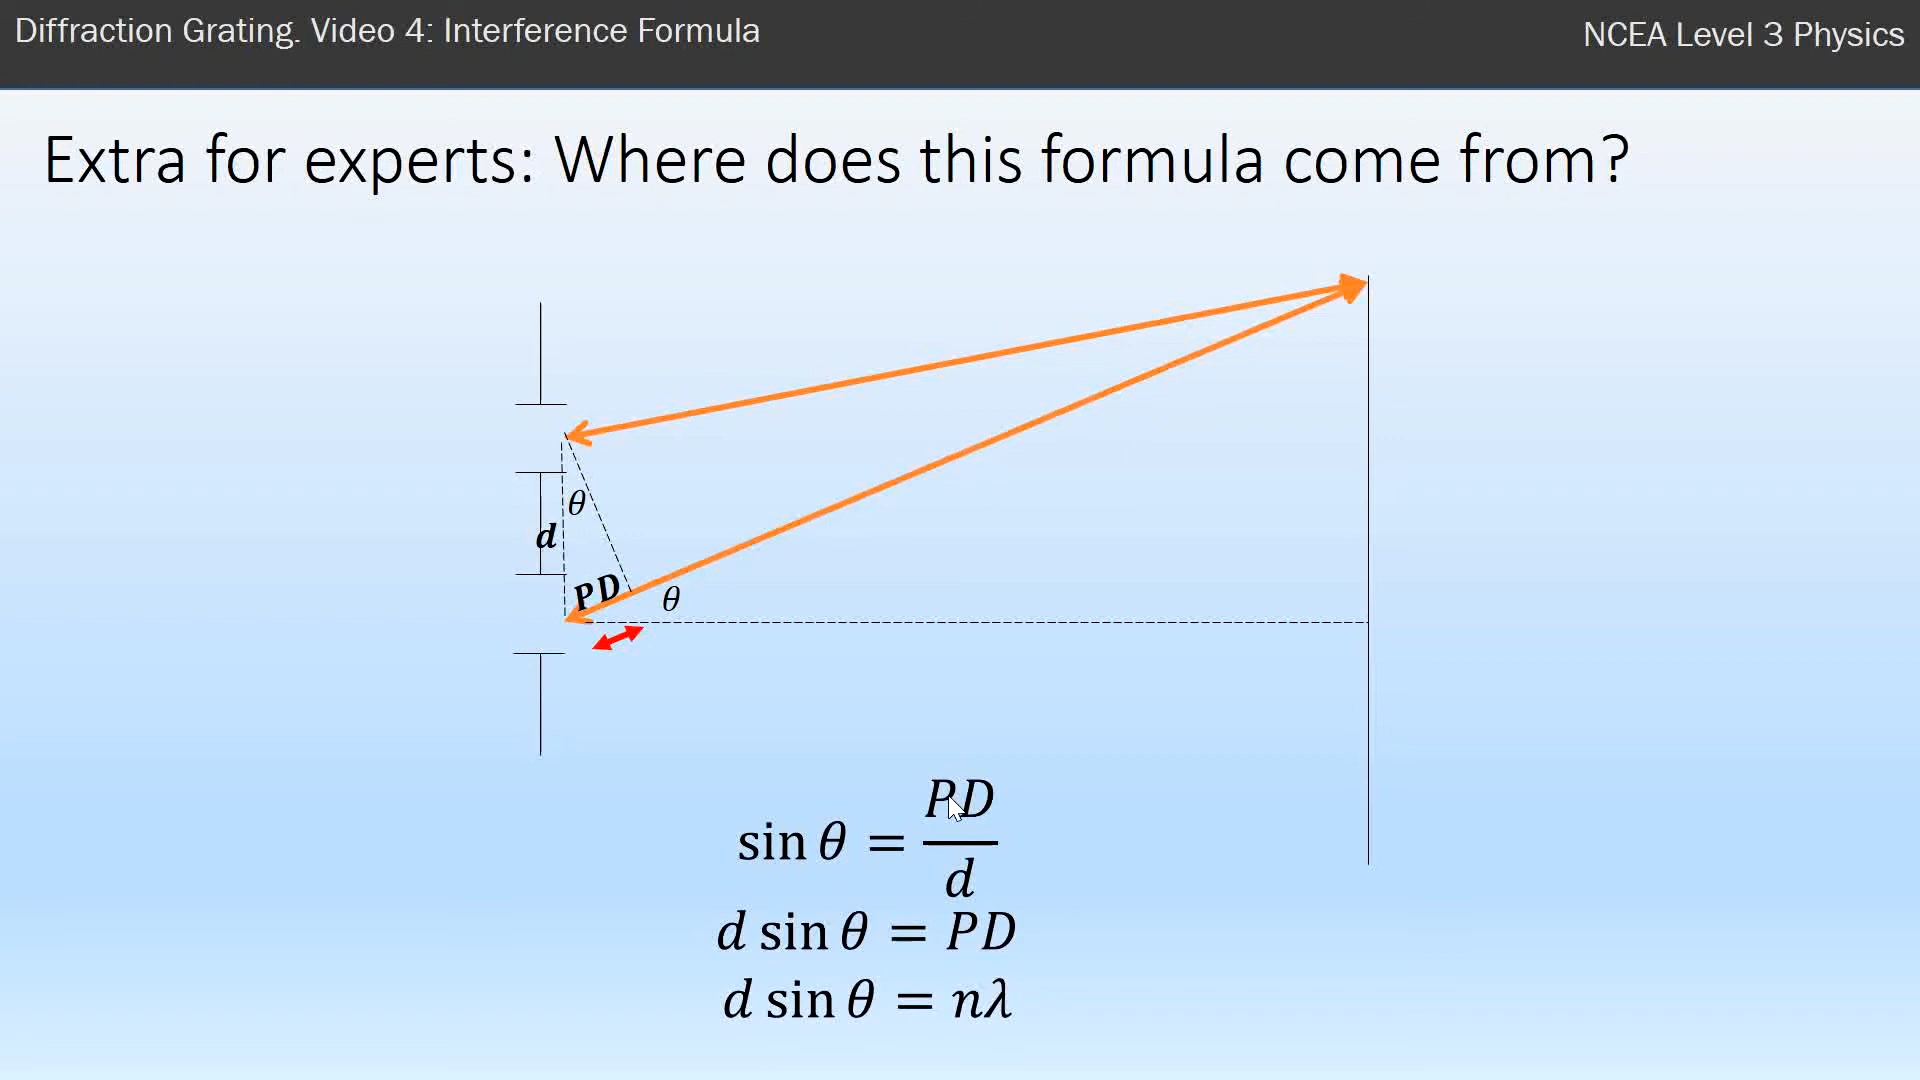 Diffraction Grating. Video 4: Interference Formula
NCEA Level 3 Physics
Extra for experts: Where does this formula come from?
θ
d
PD
θ
sin θ = PD/d
d sin θ = PD
d sin θ = nλ